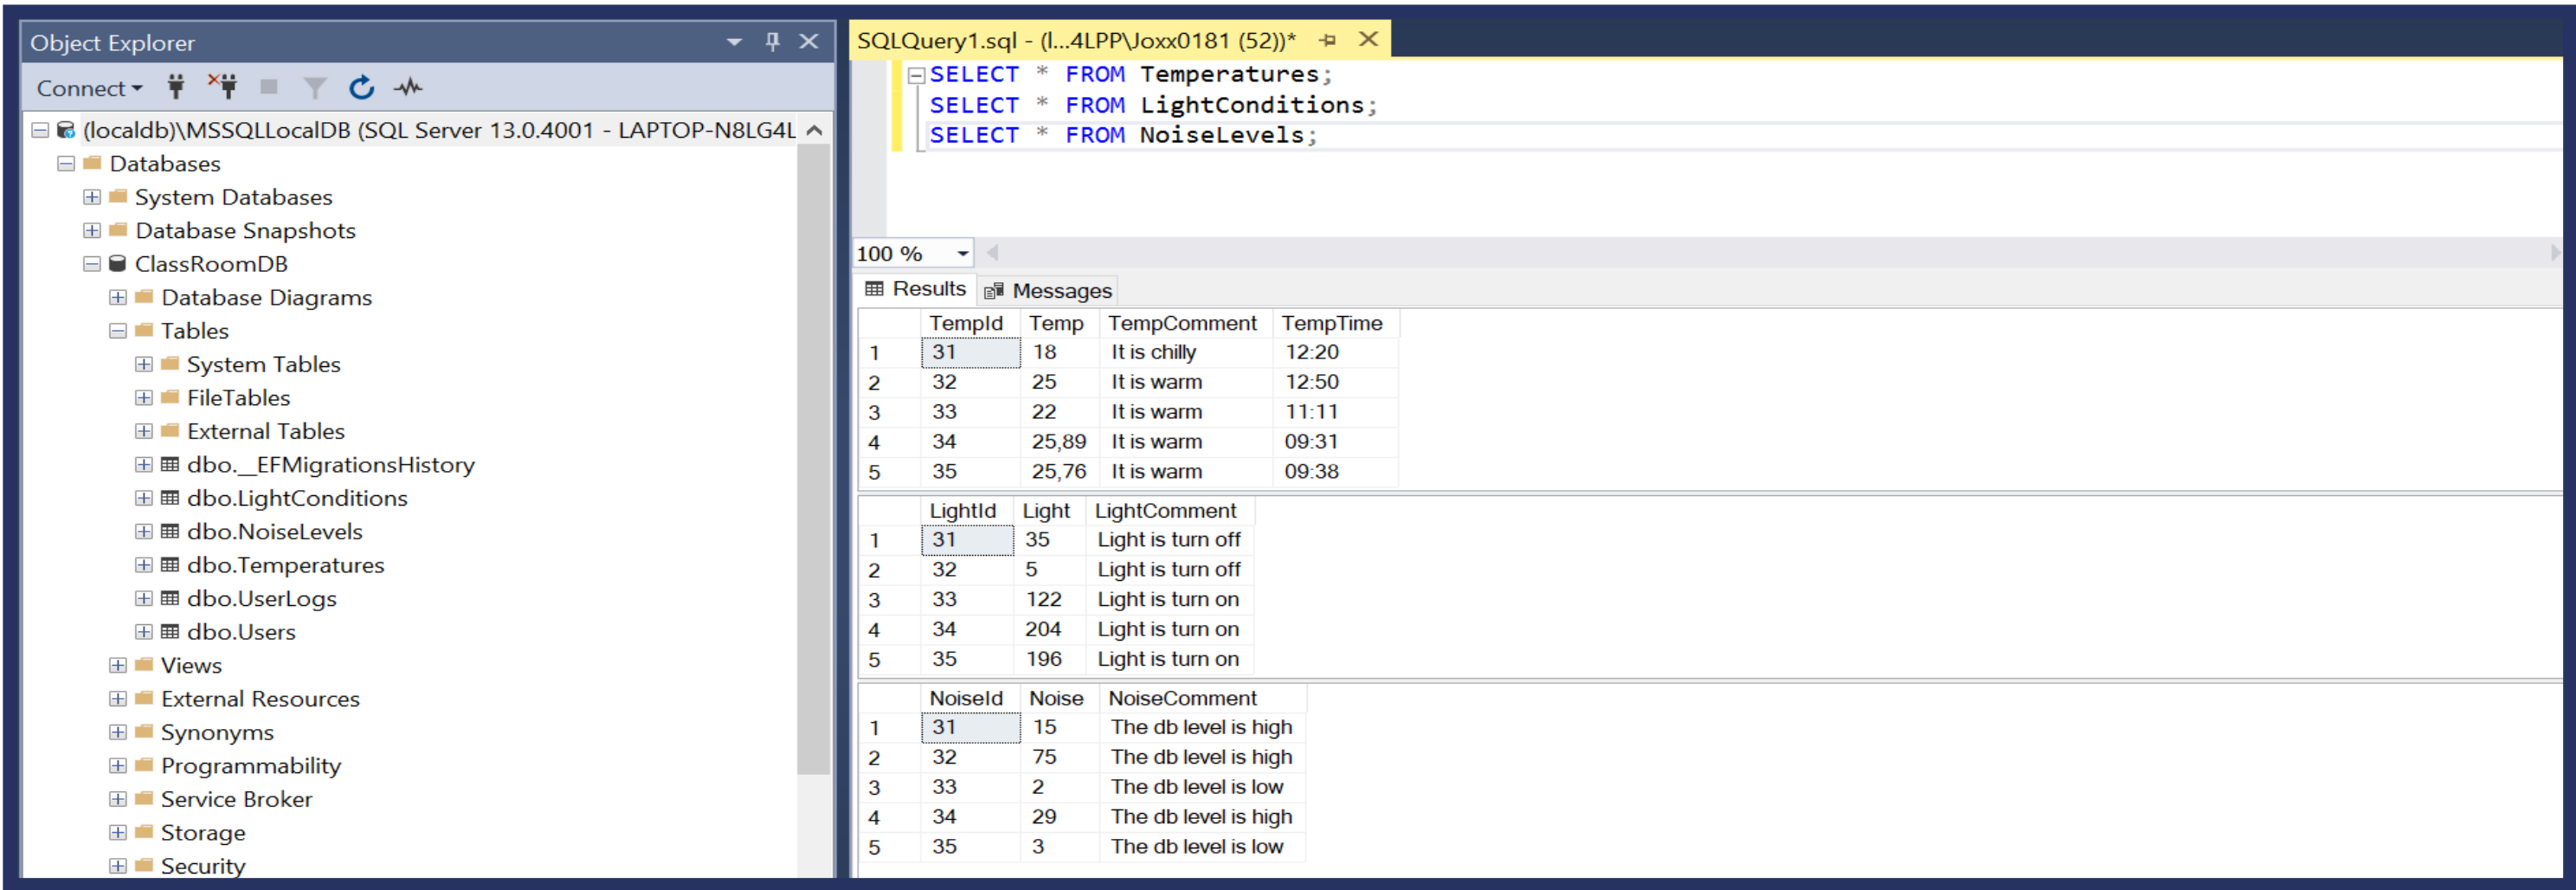 Object Explorer
Connect
(localdb)\MSSQLLocalDB (SQL Server 13.0.4001 - LAPTOP-N8LG4L
Databases
System Databases
Database Snapshots
ClassRoomDB
Database Diagrams
Tables
System Tables
FileTables
External Tables
dbo.__EFMigrationsHistory
dbo.LightConditions
dbo.NoiseLevels
dbo.Temperatures
dbo.UserLogs
dbo.Users
Views
External Resources
Synonyms
Programmability
Service Broker
Storage
Security
SQLQuery1.sql - (l...4LPP\Joxx0181 (52))*
SELECT * FROM Temperatures;
SELECT * FROM LightConditions;
SELECT * FROM NoiseLevels;
100 %
Results Messages
TempId Temp TempComment TempTime
1 31 18 It is chilly 12:20
2 32 25 It is warm 12:50
3 33 22 It is warm 11:11
4 34 25,89 It is warm 09:31
5 35 25,76 It is warm 09:38
LightId Light LightComment
1 31 35 Light is turn off
2 32 5 Light is turn off
3 33 122 Light is turn on
4 34 204 Light is turn on
5 35 196 Light is turn on
NoiseId Noise NoiseComment
1 31 15 The db level is high
2 32 75 The db level is high
3 33 2 The db level is low
4 34 29 The db level is high
5 35 3 The db level is low